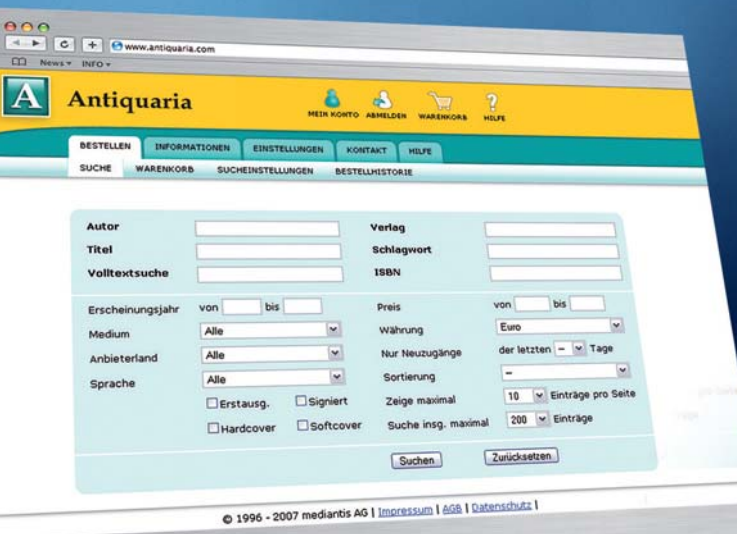 www.antiquaria.com
News INFO
A Antiquaria
MEIN KONTO ABMELDEN WARENKORB HILFE
BESTELLEN INFORMATIONEN EINSTELLUNGEN KONTAKT HILFE
SUCHE WARENKORB SUCHEINSTELLUNGEN BESTELLHISTORIE
Autor Verlag
Titel Schlagwort
Volltextsuche ISBN
Erscheinungsjahr von bis Preis von bis
Medium Alle Währung Euro
Anbieterland Alle Nur Neuzugänge der letzten – Tage
Sprache Alle Sortierung –
Erstausg. Signiert Zeige maximal 10 Einträge pro Seite
Hardcover Softcover Suche insg. maximal 200 Einträge
Suchen Zurücksetzen
© 1996 - 2007 mediantis AG | Impressum | AGB | Datenschutz |